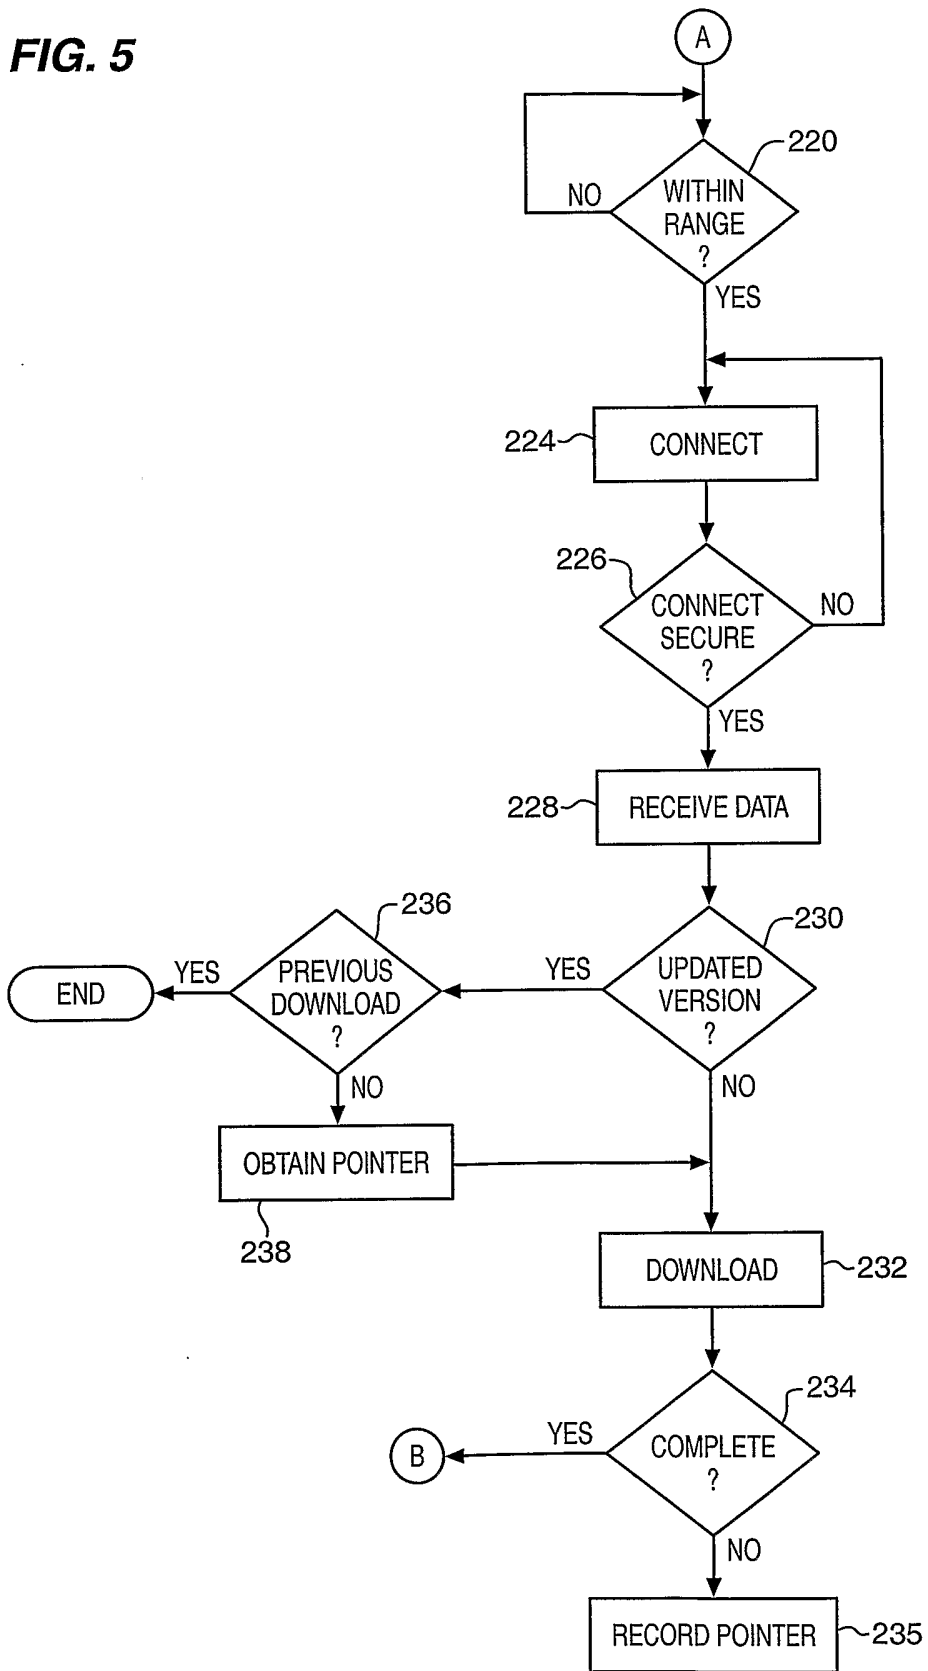 FIG. 5
A
220
WITHIN
RANGE
?
NO
YES
224
CONNECT
226
CONNECT
SECURE
?
NO
YES
228
RECEIVE DATA
236
230
END
YES
PREVIOUS
DOWNLOAD
?
YES
UPDATED
VERSION
?
NO
NO
OBTAIN POINTER
238
DOWNLOAD
232
234
B
YES
COMPLETE
?
NO
RECORD POINTER
235